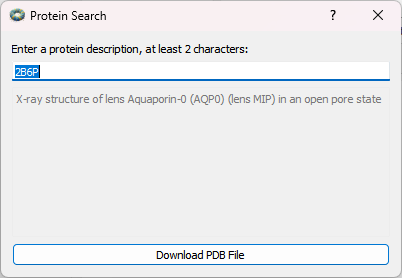 Protein Search
Enter a protein description, at least 2 characters:
2B6P
X-ray structure of lens Aquaporin-0 (AQP0) (lens MIP) in an open pore state
Download PDB File